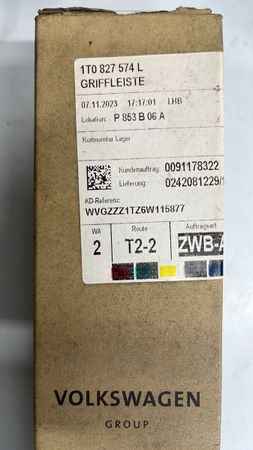 1T0 827 574 L
GRIFFLEISTE
07.11.2023 17:17:01 LHB
Lokation: P 853 B 06 A
Kommentar Lager
Kundenauftrag: 0091178322
Lieferung: 0242081229/
KD-Referenz:
WVGZZZ1TZ6W115877
WA Route Auftragsart
2 T2-2 ZWB-A
VOLKSWAGEN
GROUP